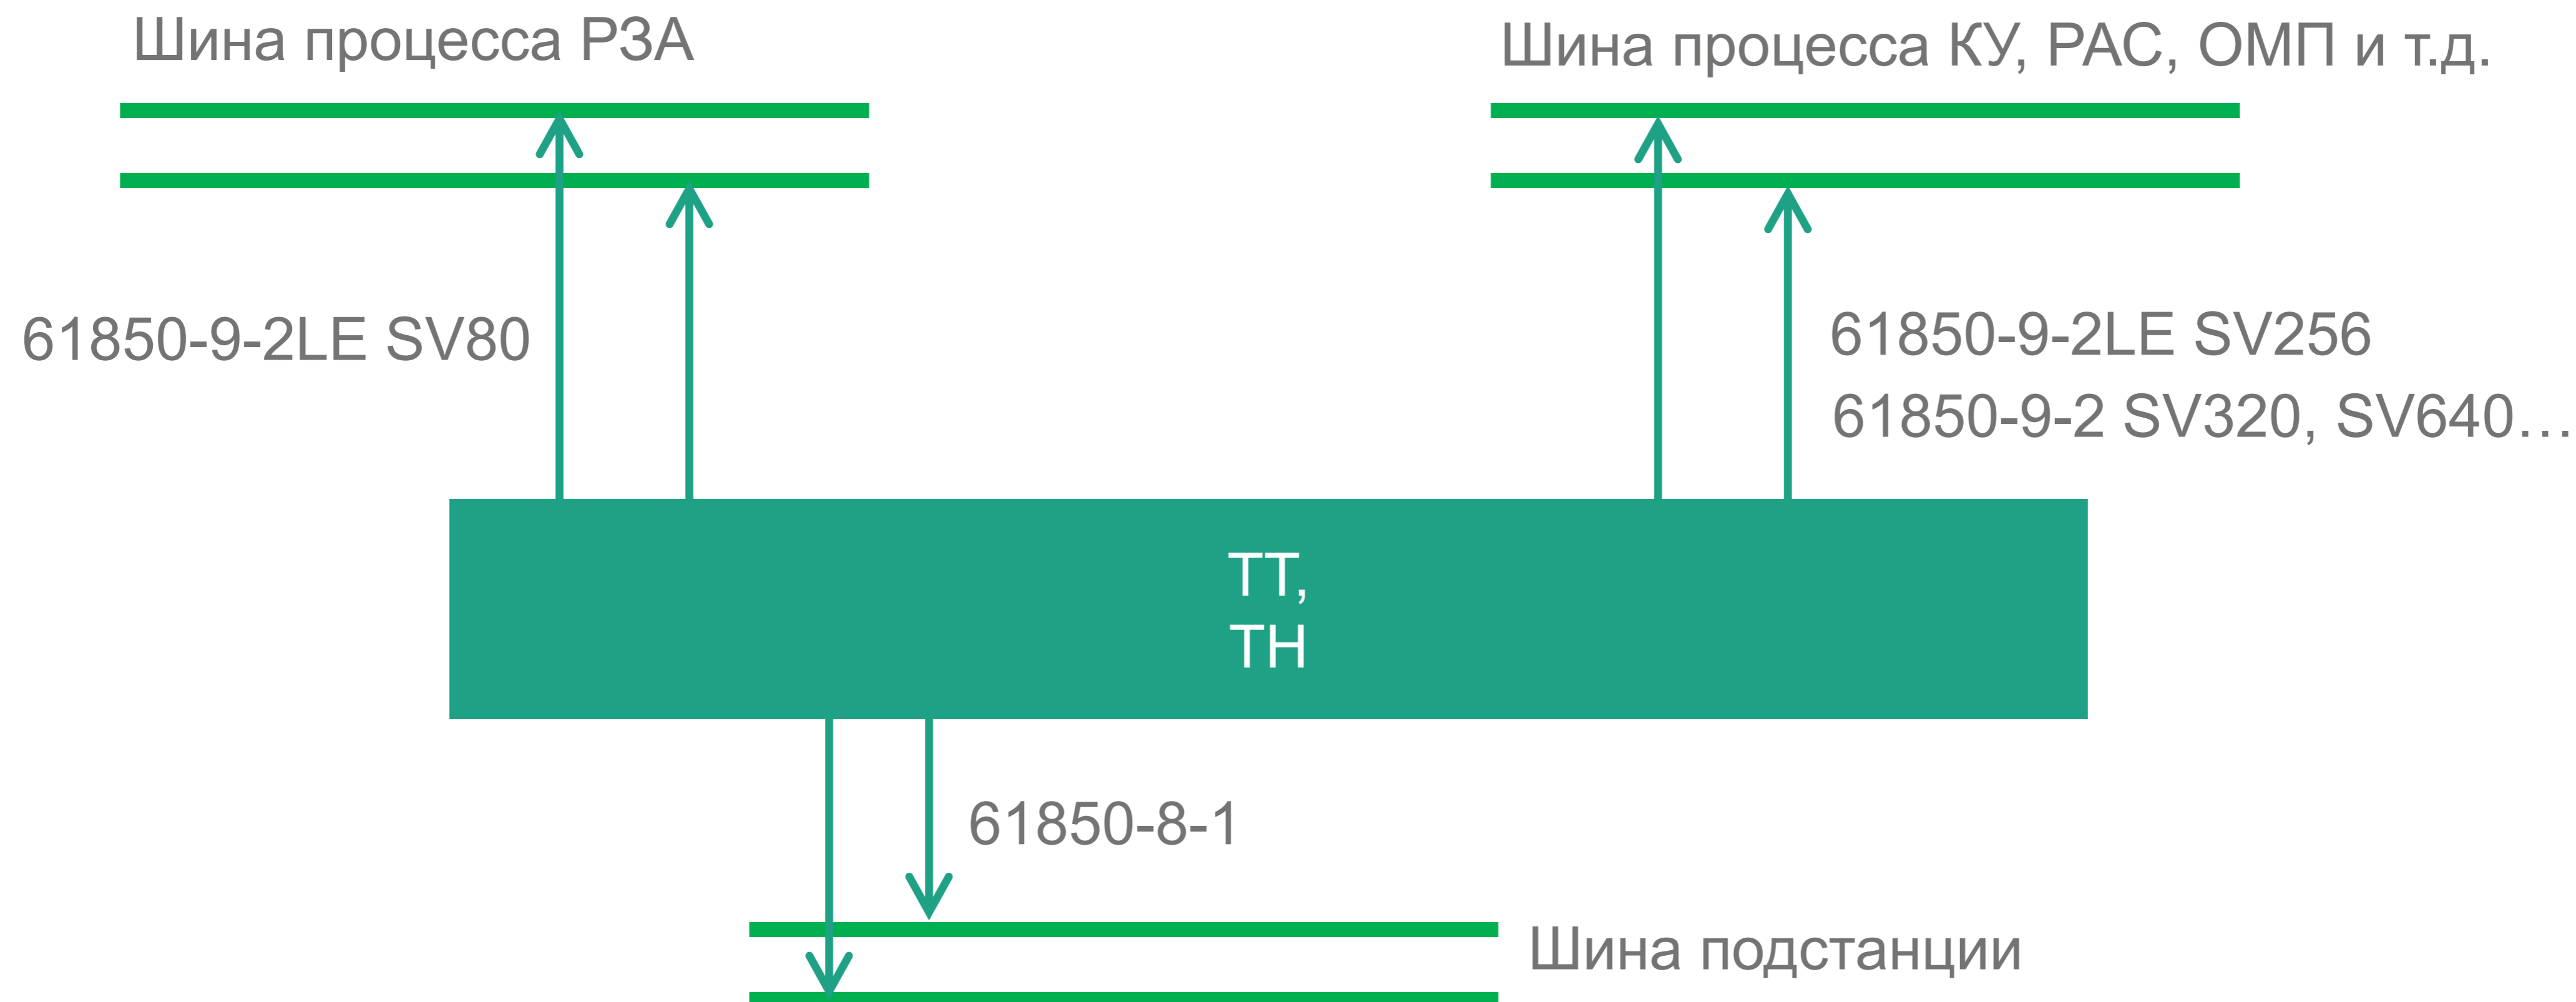 Шина процесса РЗА
Шина процесса КУ, РАС, ОМП и т.д.
61850-9-2LE SV80
61850-9-2LE SV256
61850-9-2 SV320, SV640…
ТТ,
ТН
61850-8-1
Шина подстанции